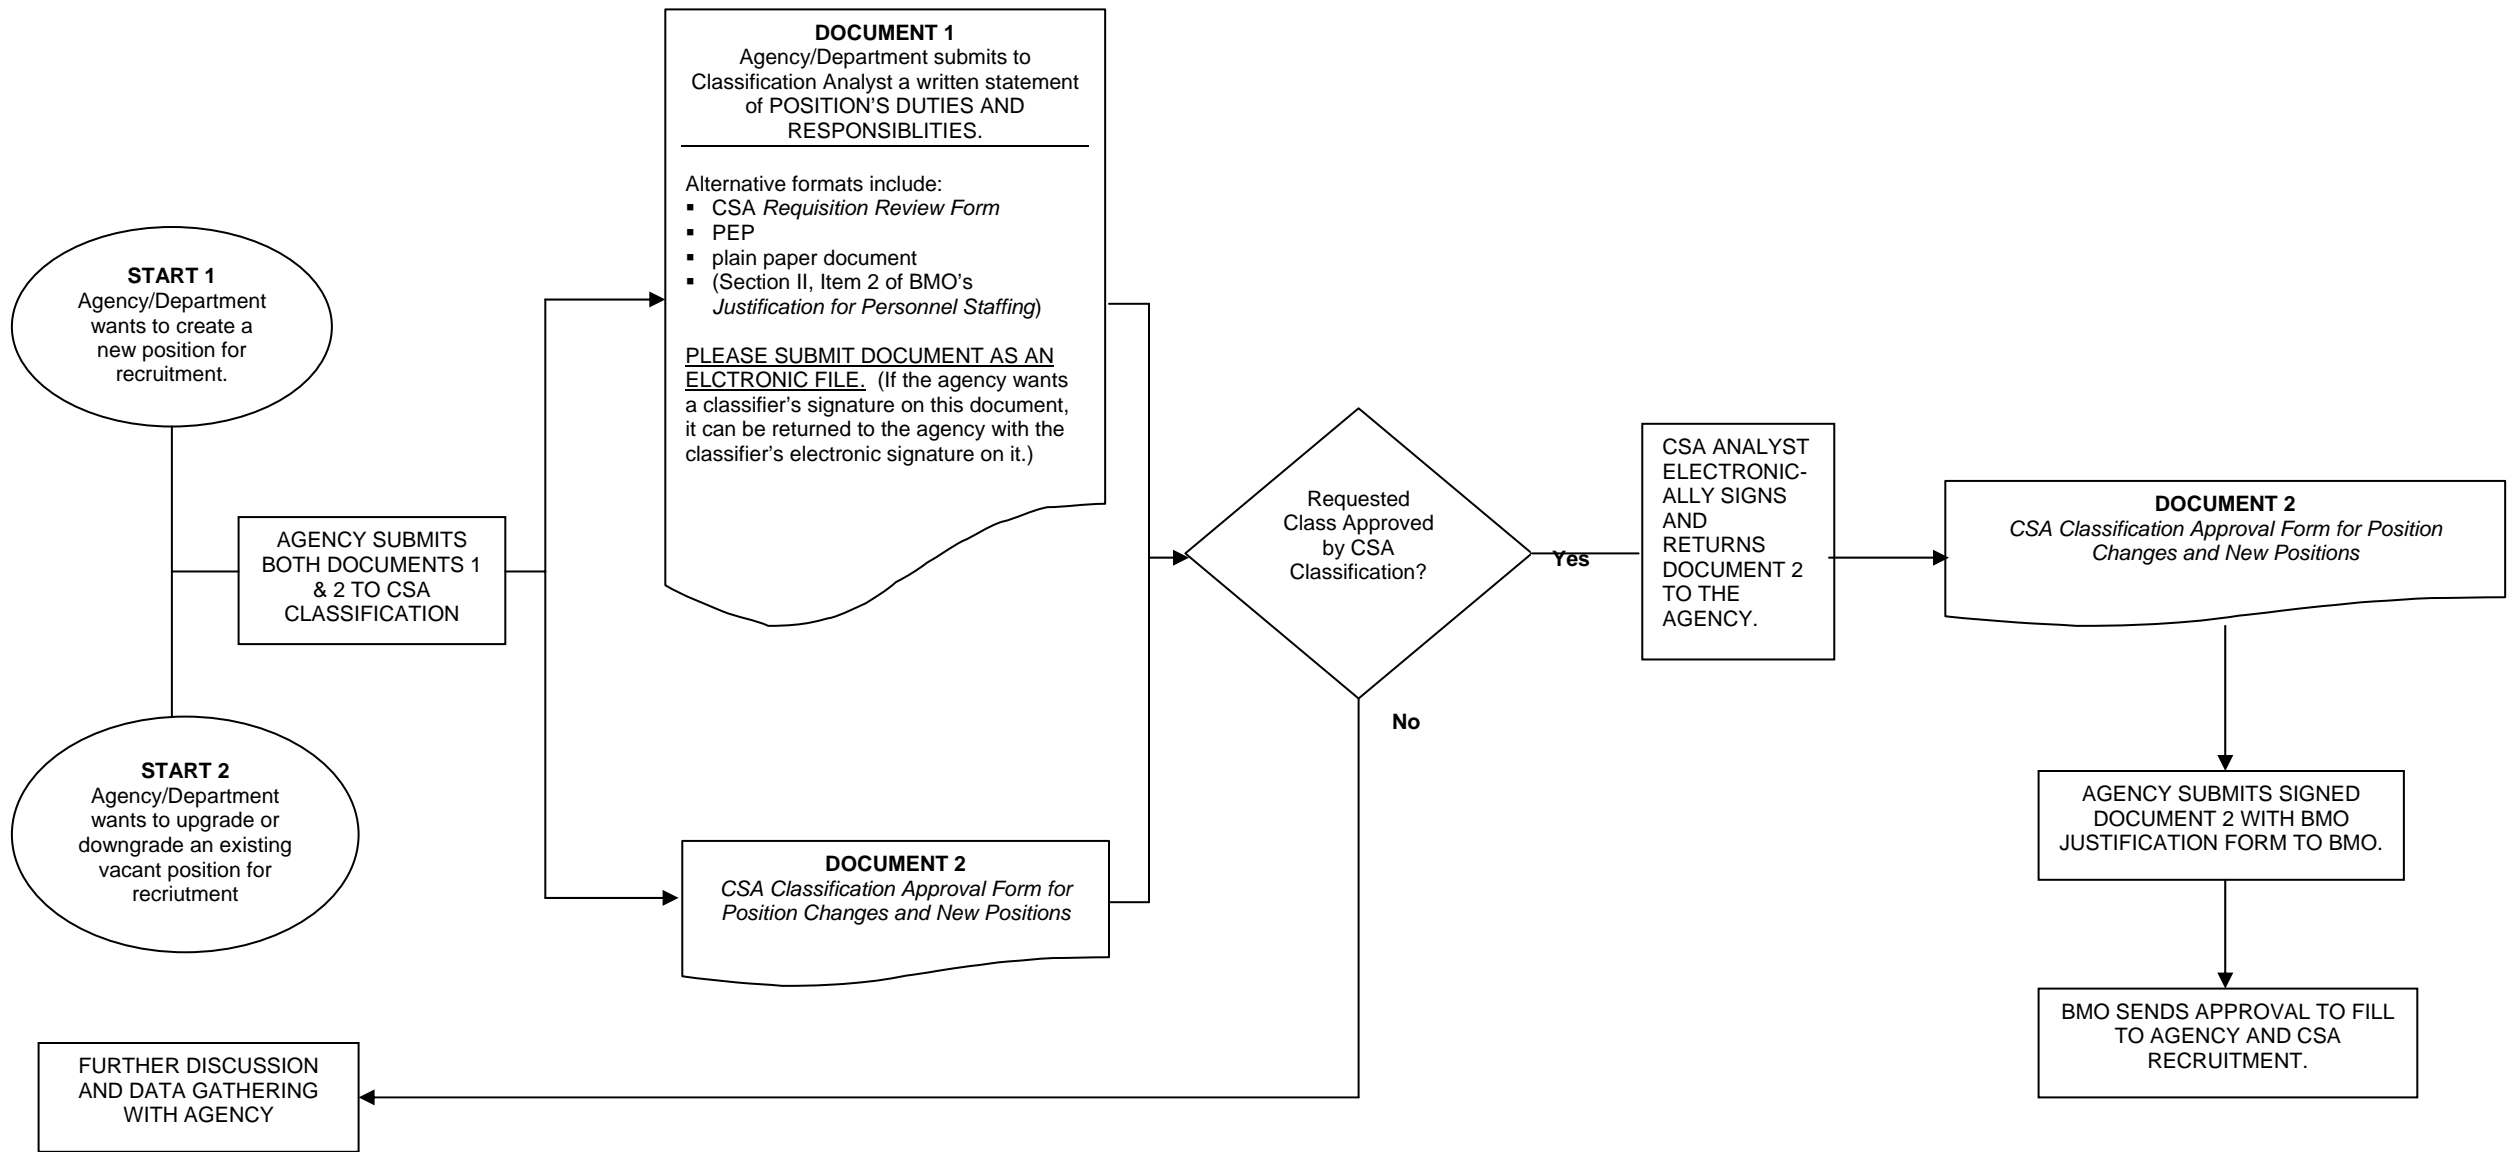 START 1
Agency/Department
wants to create a
new position for
recruitment.
START 2
Agency/Department
wants to upgrade or
downgrade an existing
vacant position for
recriutment
AGENCY SUBMITS
BOTH DOCUMENTS 1
& 2 TO CSA
CLASSIFICATION
DOCUMENT 1
Agency/Department submits to
Classification Analyst a written statement
of POSITION’S DUTIES AND
RESPONSIBLITIES.
Alternative formats include:
▪ CSA Requisition Review Form
▪ PEP
▪ plain paper document
▪ (Section II, Item 2 of BMO’s
Justification for Personnel Staffing)
PLEASE SUBMIT DOCUMENT AS AN
ELCTRONIC FILE. (If the agency wants
a classifier’s signature on this document,
it can be returned to the agency with the
classifier’s electronic signature on it.)
DOCUMENT 2
CSA Classification Approval Form for
Position Changes and New Positions
Requested
Class Approved
by CSA
Classification?
Yes
No
CSA ANALYST
ELECTRONIC-
ALLY SIGNS
AND
RETURNS
DOCUMENT 2
TO THE
AGENCY.
DOCUMENT 2
CSA Classification Approval Form for Position
Changes and New Positions
AGENCY SUBMITS SIGNED
DOCUMENT 2 WITH BMO
JUSTIFICATION FORM TO BMO.
BMO SENDS APPROVAL TO FILL
TO AGENCY AND CSA
RECRUITMENT.
FURTHER DISCUSSION
AND DATA GATHERING
WITH AGENCY